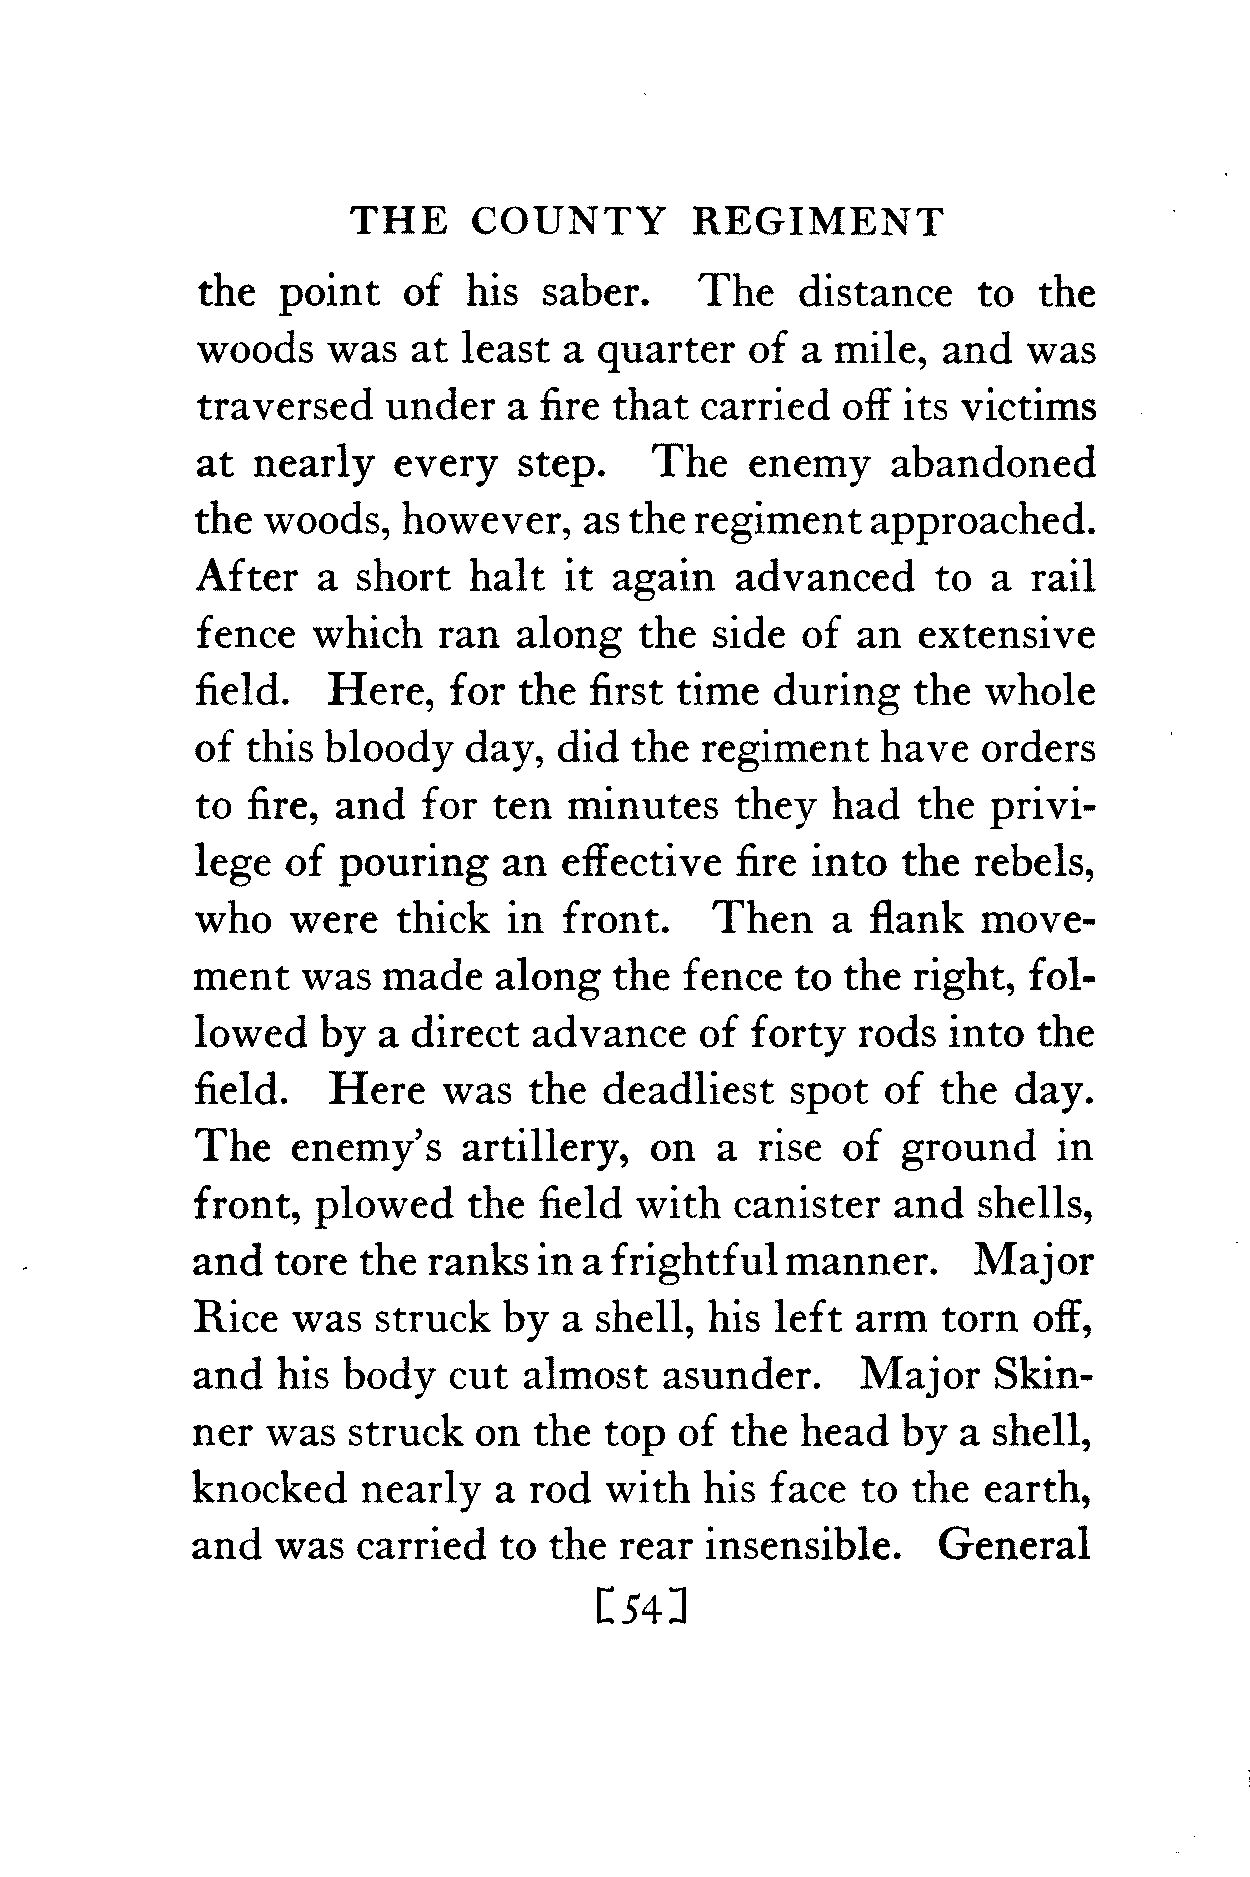 THE COUNTY REGIMENT
the point of his saber. The distance to the
woods was at least a quarter of a mile, and was
traversed under a fire that carried off its victims
at nearly every step. The enemy abandoned
the woods, however, as the regiment approached.
After a short halt it again advanced to a rail
fence which ran along the side of an extensive
field. Here, for the first time during the whole
of this bloody day, did the regiment have orders
to fire, and for ten minutes they had the privi-
lege of pouring an effective fire into the rebels,
who were thick in front. Then a flank move-
ment was made along the fence to the right, fol-
lowed by a direct advance of forty rods into the
field. Here was the deadliest spot of the day.
The enemy's artillery, on a rise of ground in
front, plowed the field with canister and shells,
and tore the ranks in a frightful manner. Major
Rice was struck by a shell, his left arm torn off,
and his body cut almost asunder. Major Skin-
ner was struck on the top of the head by a shell,
knocked nearly a rod with his face to the earth,
and was carried to the rear insensible. General
[54]